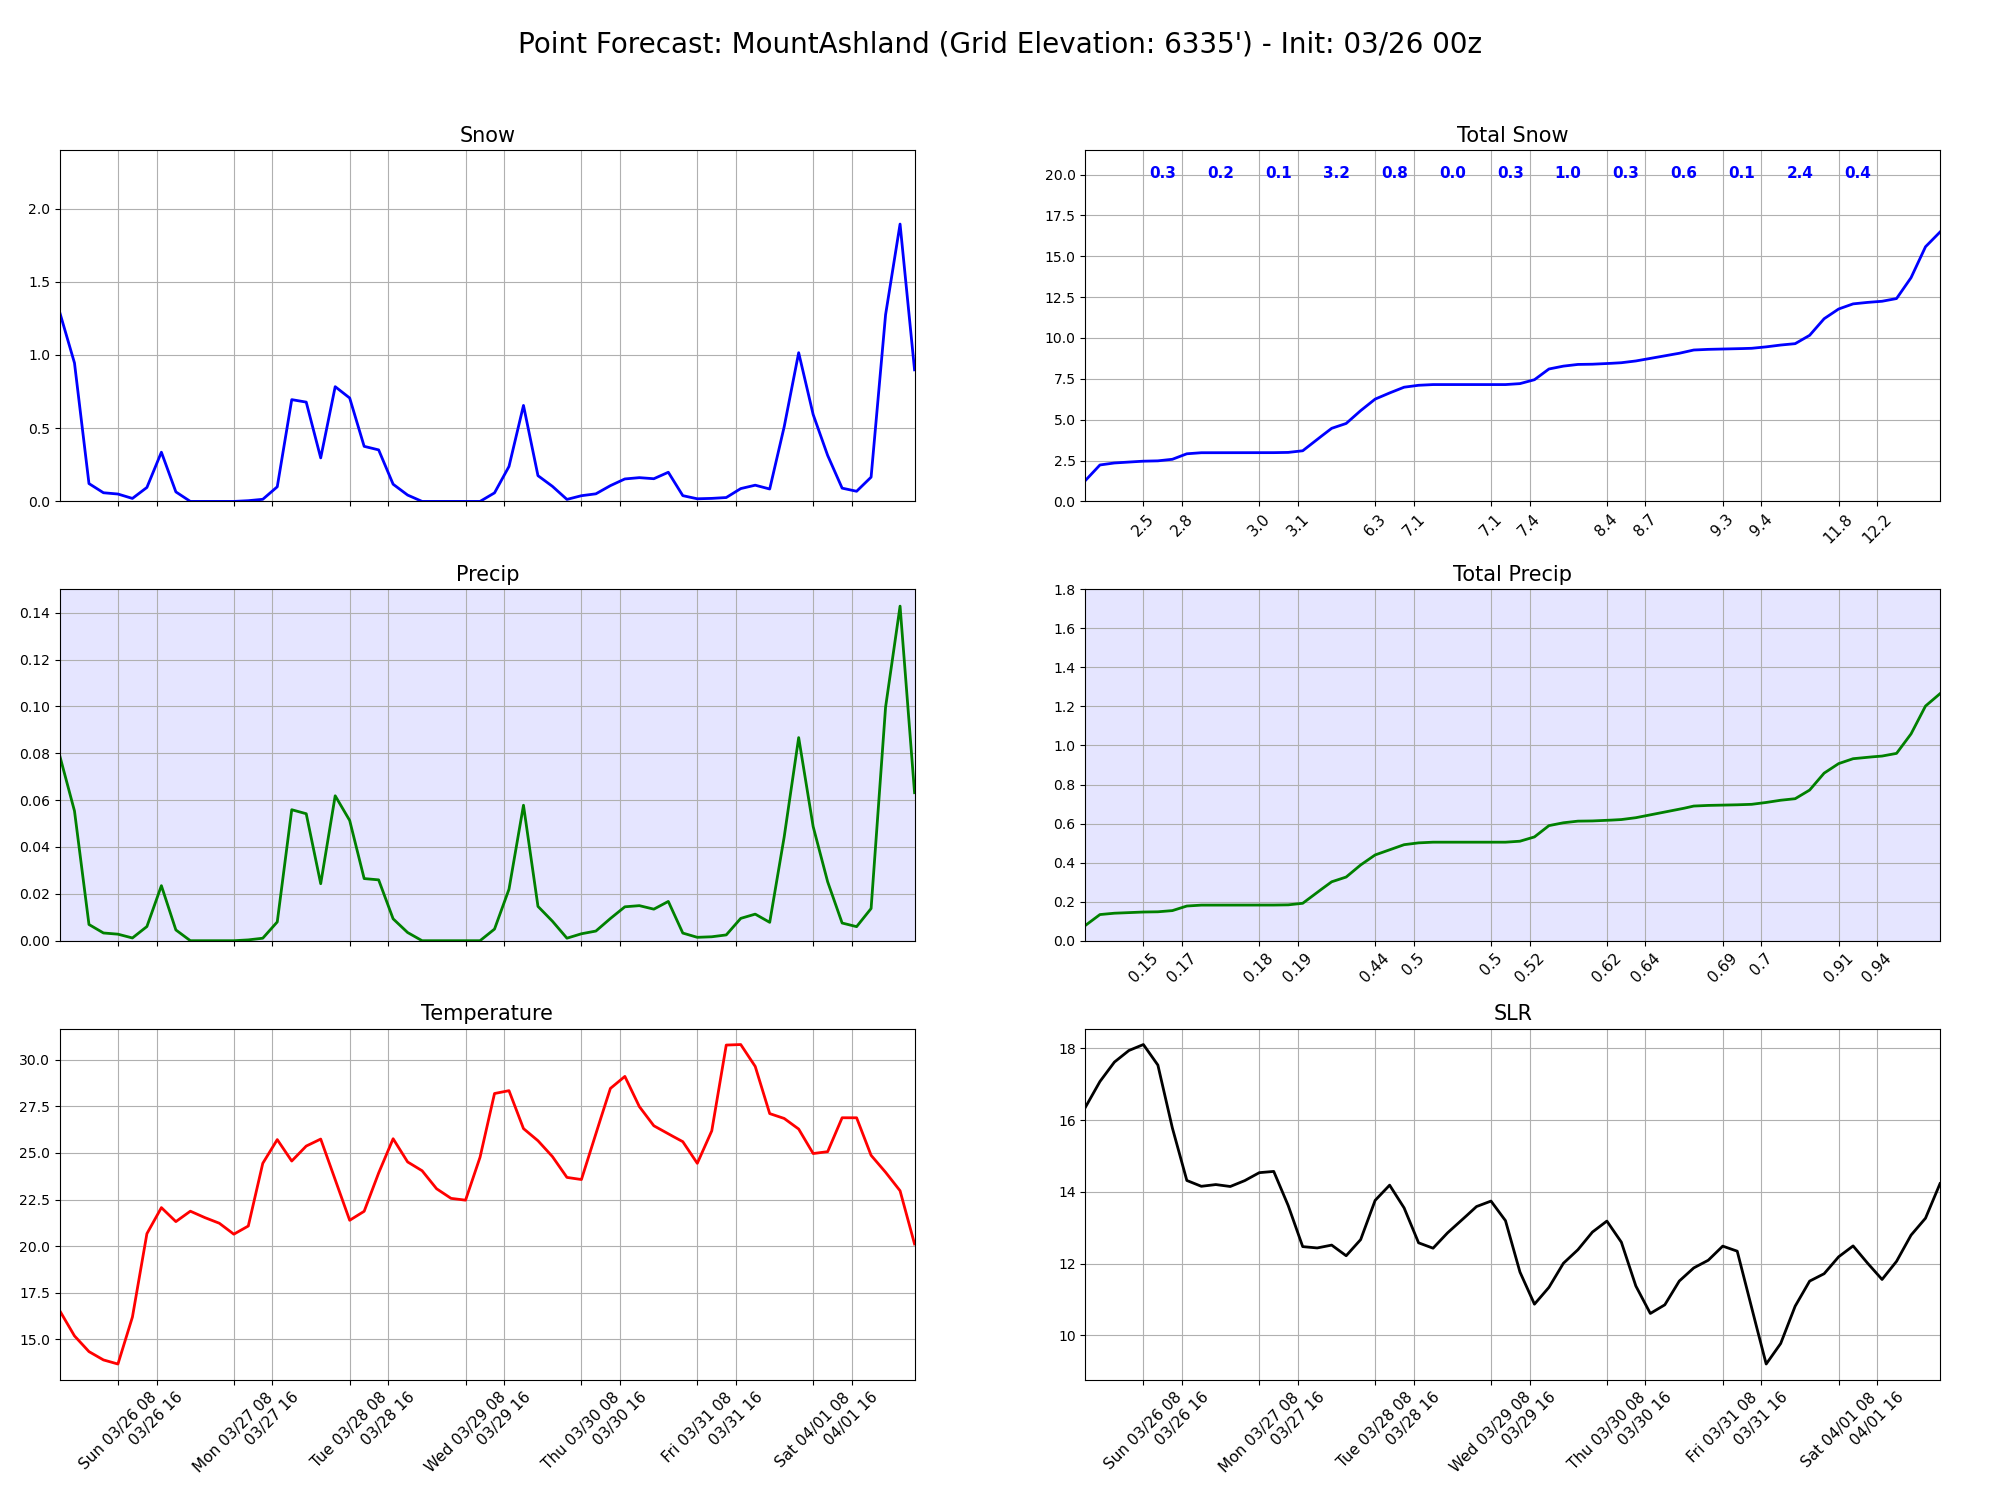 Point Forecast: MountAshland (Grid Elevation: 6335') - Init: 03/26 00z
Snow
2.0
1.5
1.0
0.5
0.0
Total Snow
0.3 0.2 0.1 3.2 0.8 0.0 0.3 1.0 0.3 0.6 0.1 2.4 0.4
20.0
17.5
15.0
12.5
10.0
7.5
5.0
2.5
0.0
2.5 2.8 3.0 3.1 6.3 7.1 7.1 7.4 8.4 8.7 9.3 9.4 11.8 12.2
Precip
0.14
0.12
0.10
0.08
0.06
0.04
0.02
0.00
Total Precip
1.8
1.6
1.4
1.2
1.0
0.8
0.6
0.4
0.2
0.0
0.15 0.17 0.18 0.19 0.44 0.5 0.5 0.52 0.62 0.64 0.69 0.7 0.91 0.94
Temperature
30.0
27.5
25.0
22.5
20.0
17.5
15.0
Sun 03/26 08
03/26 16
Mon 03/27 08
03/27 16
Tue 03/28 08
03/28 16
Wed 03/29 08
03/29 16
Thu 03/30 08
03/30 16
Fri 03/31 08
03/31 16
Sat 04/01 08
04/01 16
SLR
18
16
14
12
10
Sun 03/26 08
03/26 16
Mon 03/27 08
03/27 16
Tue 03/28 08
03/28 16
Wed 03/29 08
03/29 16
Thu 03/30 08
03/30 16
Fri 03/31 08
03/31 16
Sat 04/01 08
04/01 16